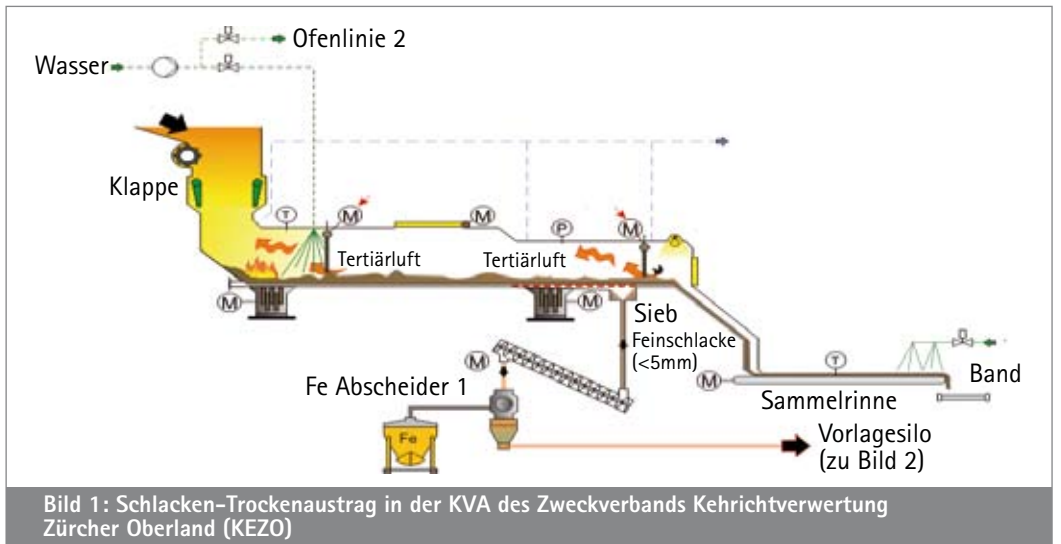 Ofenlinie 2
Wasser
Klappe
T
M
M
P
M
Tertiärluft
Tertiärluft
M
M
Sieb
Feinschlacke
(<5mm)
M
Fe Abscheider 1
T
M
Band
Sammelrinne
Fe
Vorlagesilo
(zu Bild 2)
Bild 1: Schlacken-Trockenaustrag in der KVA des Zweckverbands Kehrichtverwertung
Zürcher Oberland (KEZO)